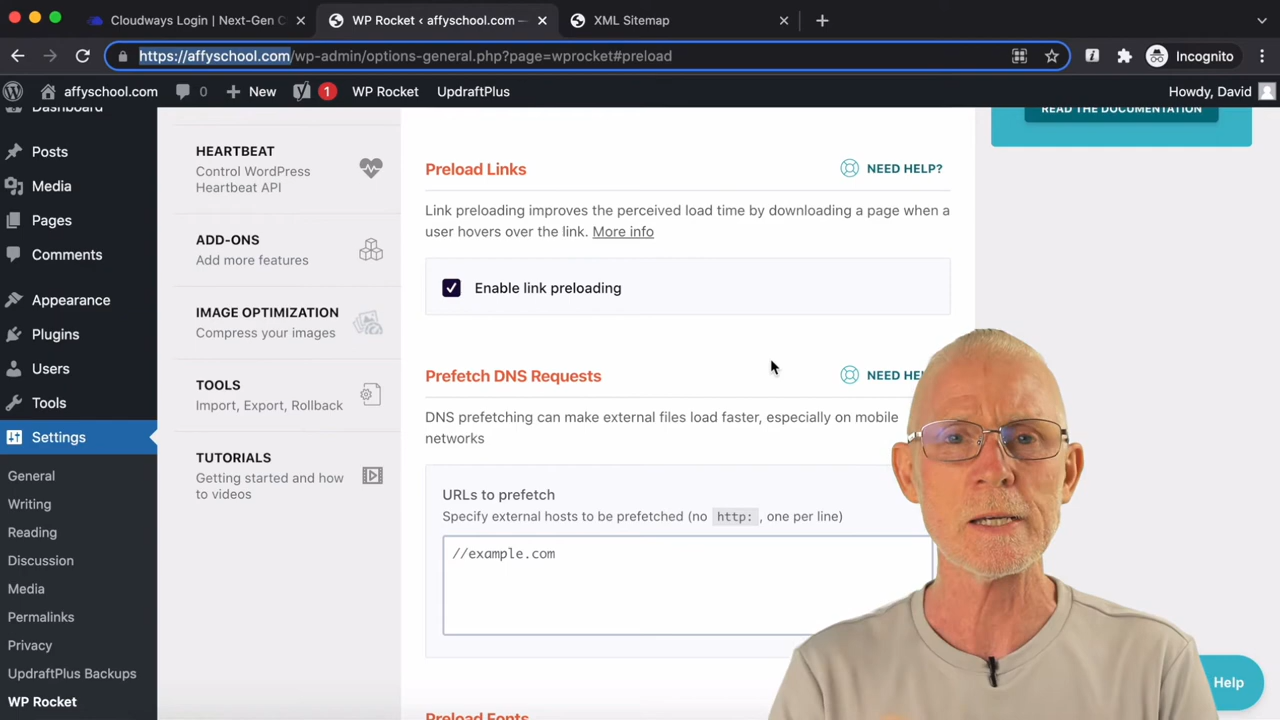 Cloudways Login | Next-Gen C
WP Rocket ‹ affyschool.com —
XML Sitemap
https://affyschool.com/wp-admin/options-general.php?page=wprocket#preload
Incognito
affyschool.com
0
New
1
WP Rocket
UpdraftPlus
Howdy, David
Dashboard
Posts
Media
Pages
Comments
Appearance
Plugins
Users
Tools
Settings
General
Writing
Reading
Discussion
Media
Permalinks
Privacy
UpdraftPlus Backups
WP Rocket
HEARTBEAT
Control WordPress
Heartbeat API
ADD-ONS
Add more features
IMAGE OPTIMIZATION
Compress your images
TOOLS
Import, Export, Rollback
TUTORIALS
Getting started and how
to videos
READ THE DOCUMENTATION
Preload Links
NEED HELP?
Link preloading improves the perceived load time by downloading a page when a
user hovers over the link. More info
Enable link preloading
Prefetch DNS Requests
NEED HE
DNS prefetching can make external files load faster, especially on mobile
networks
URLs to prefetch
Specify external hosts to be prefetched (no http:, one per line)
//example.com
Preload Fonts
Help